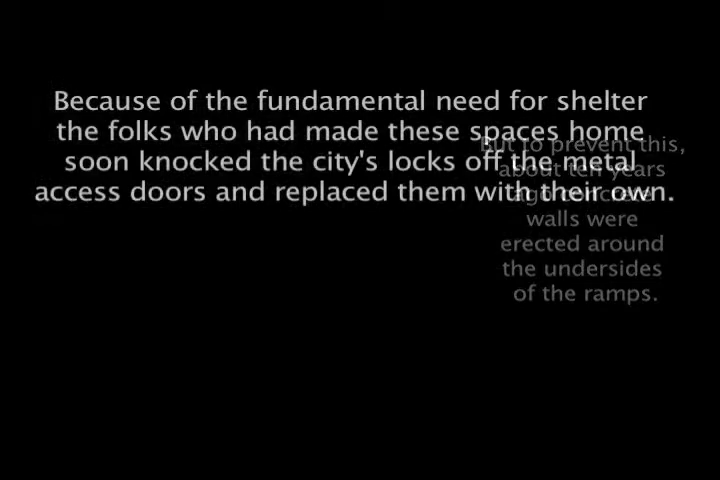 Because of the fundamental need for shelter
the folks who had made these spaces home
soon knocked the city's locks off the metal
access doors and replaced them with their own.
But to prevent this,
about ten years
ago concrete
walls were
erected around
the undersides
of the ramps.